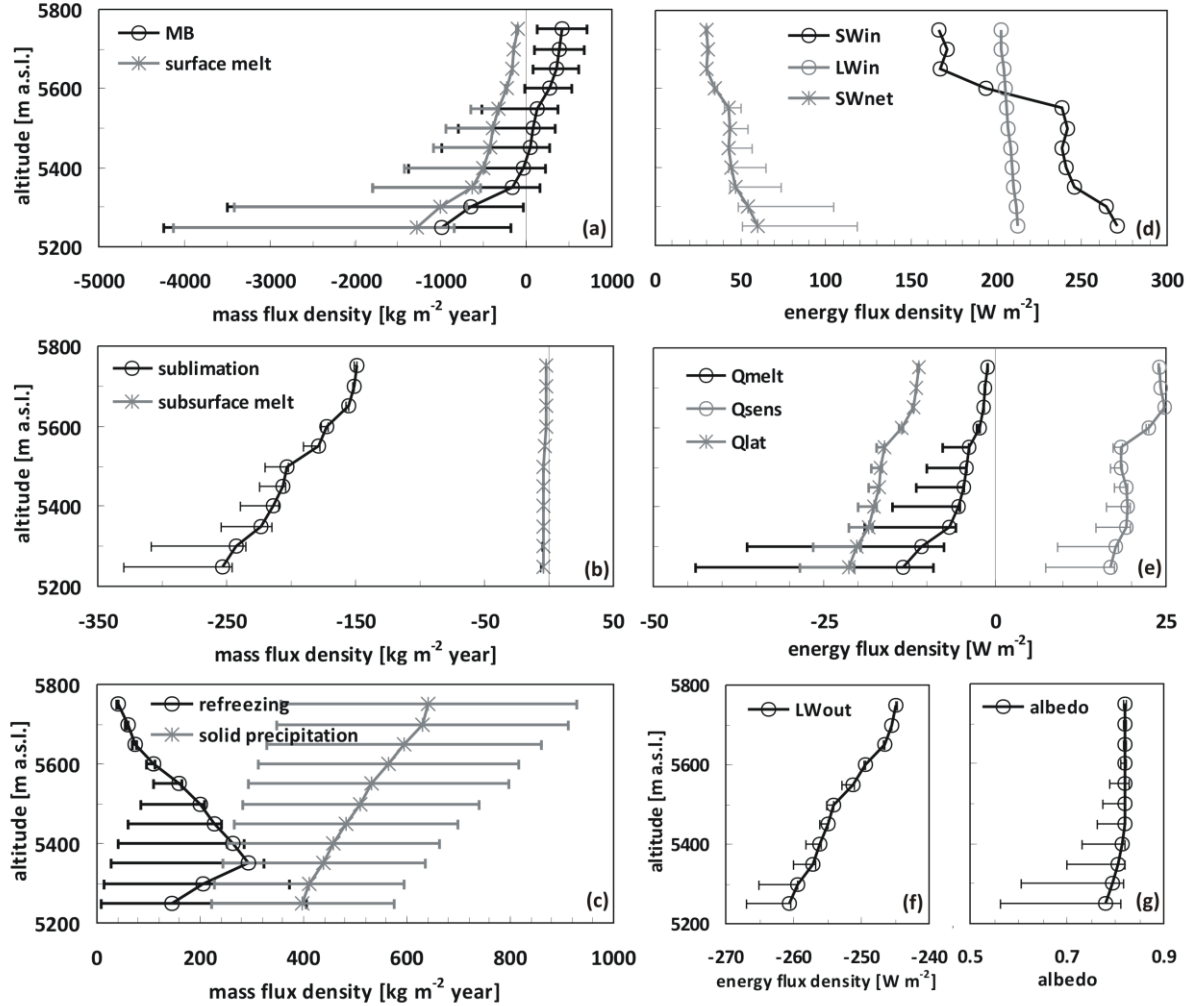 5800
5600
5400
5200
altitude [m a.s.l.]
MB
surface melt
(a)
-5000 -4000 -3000 -2000 -1000 0 1000
mass flux density [kg m-2 year]
SWin
LWin
SWnet
(d)
0 50 100 150 200 250 300
energy flux density [W m-2]
5800
5600
5400
5200
altitude [m a.s.l.]
sublimation
subsurface melt
(b)
-350 -250 -150 -50 50
mass flux density [kg m-2 year]
Qmelt
Qsens
Qlat
(e)
-50 -25 0 25
energy flux density [W m-2]
5800
5600
5400
5200
altitude [m a.s.l.]
refreezing
solid precipitation
(c)
0 200 400 600 800 1000
mass flux density [kg m-2 year]
5800
5600
5400
5200
altitude [m a.s.l.]
LWout
(f)
-270 -260 -250 -240
energy flux density [W m-2]
albedo
(g)
0.5 0.7 0.9
albedo